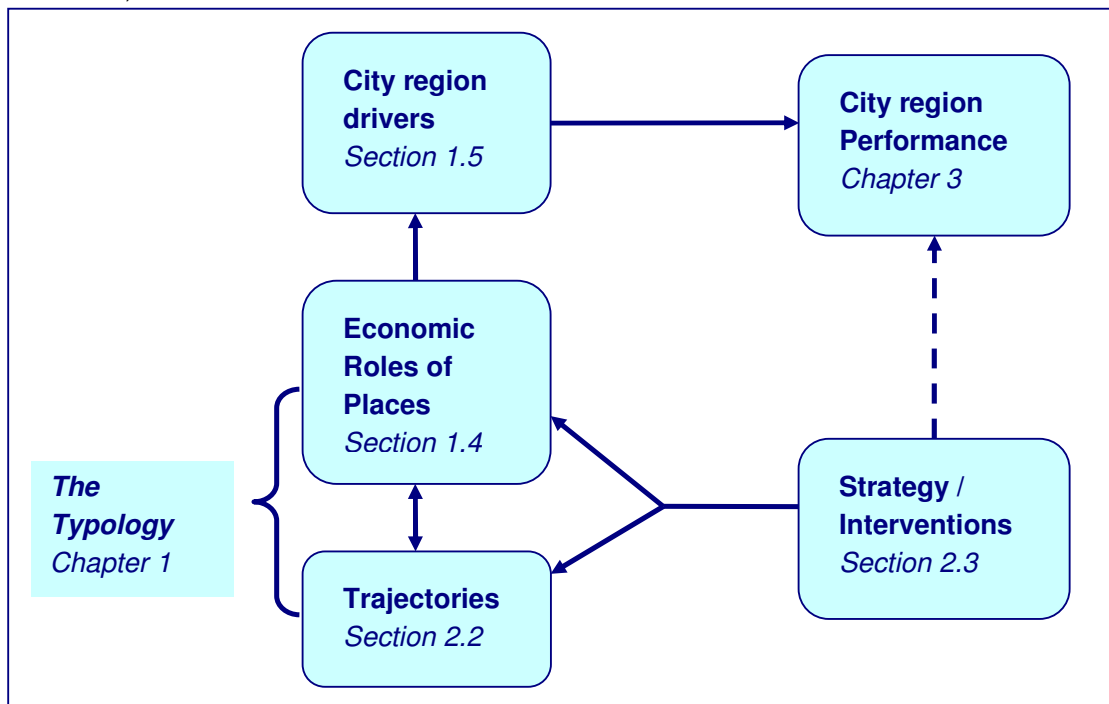 City region
drivers
Section 1.5
City region
Performance
Chapter 3
Economic
Roles of
Places
Section 1.4
The
Typology
Chapter 1
Strategy /
Interventions
Section 2.3
Trajectories
Section 2.2